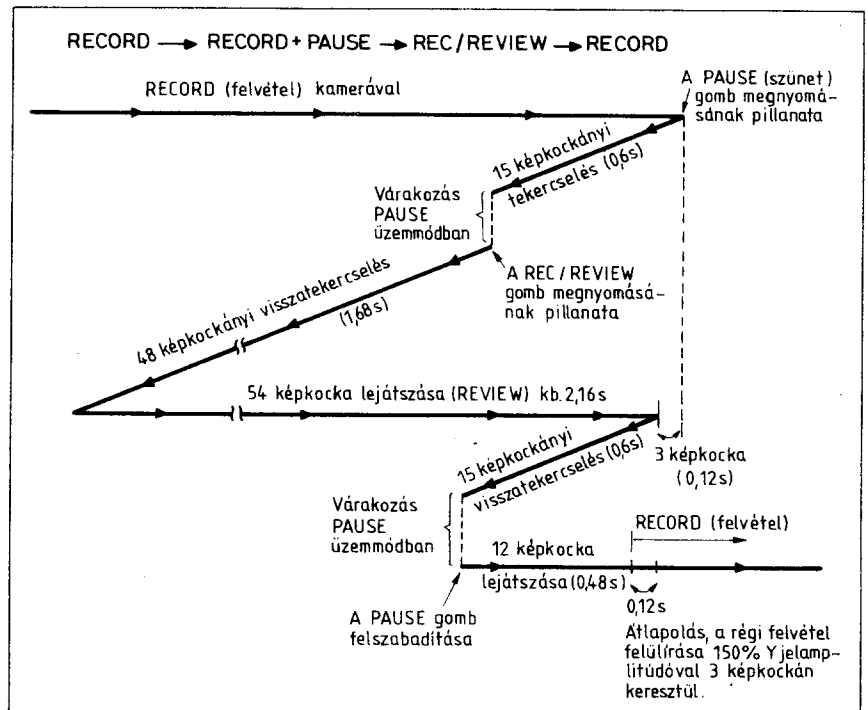 RECORD → RECORD + PAUSE → REC/REVIEW → RECORD
RECORD (felvétel) kamerával
A PAUSE (szünet)
gomb megnyomá-
sának pillanata
15 képkockányi
tekercselés (0,6s)
Várakozás
PAUSE
üzemmódban
A REC / REVIEW
gomb megnyomásá-
nak pillanata
48 képkockányi visszatekercselés
(1,68s)
54 képkocka lejátszása (REVIEW) kb. 2,16s
15 képkockányi
visszatekercselés (0,6s)
3 képkocka
(0,12s)
Várakozás
PAUSE
üzemmódban
RECORD (felvétel)
12 képkocka
lejátszása (0,48s)
0,12s
A PAUSE gomb
felszabadítása
Átlapolás, a régi felvétel
felülírása 150% Y jelamp-
litúdóval 3 képkockán
keresztül.